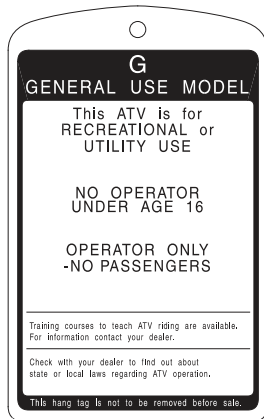 G
GENERAL USE MODEL
This ATV is for
RECREATIONAL or
UTILITY USE
NO OPERATOR
UNDER AGE 16
OPERATOR ONLY
-NO PASSENGERS
Training courses to teach ATV riding are available.
For information contact your dealer.
Check with your dealer to find out about
state or local laws regarding ATV operation.
This hang tag is not to be removed before sale.